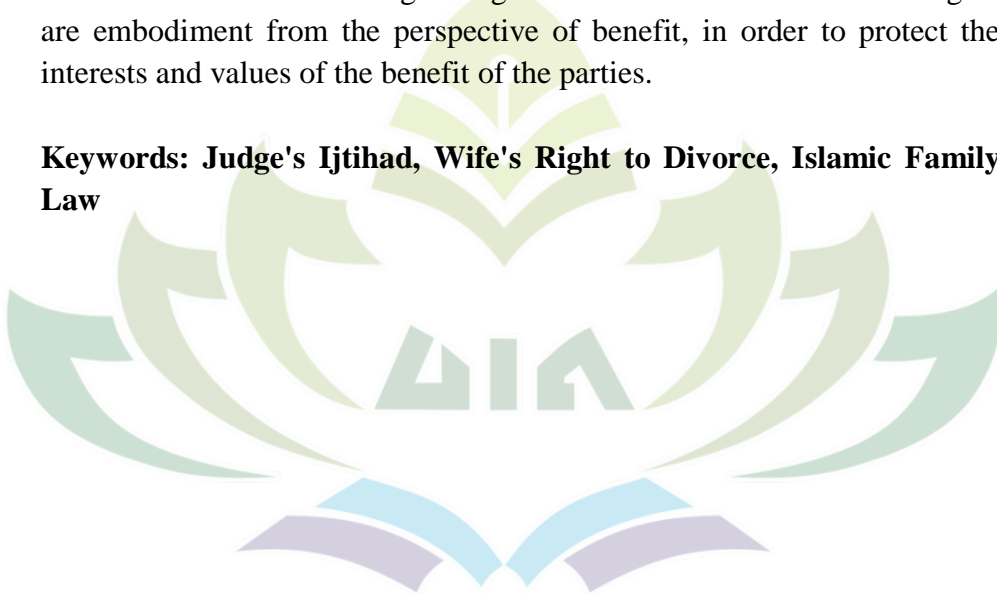 are embodiment from the perspective of benefit, in order to protect the
interests and values of the benefit of the parties.
Keywords: Judge's Ijtihad, Wife's Right to Divorce, Islamic Family
Law